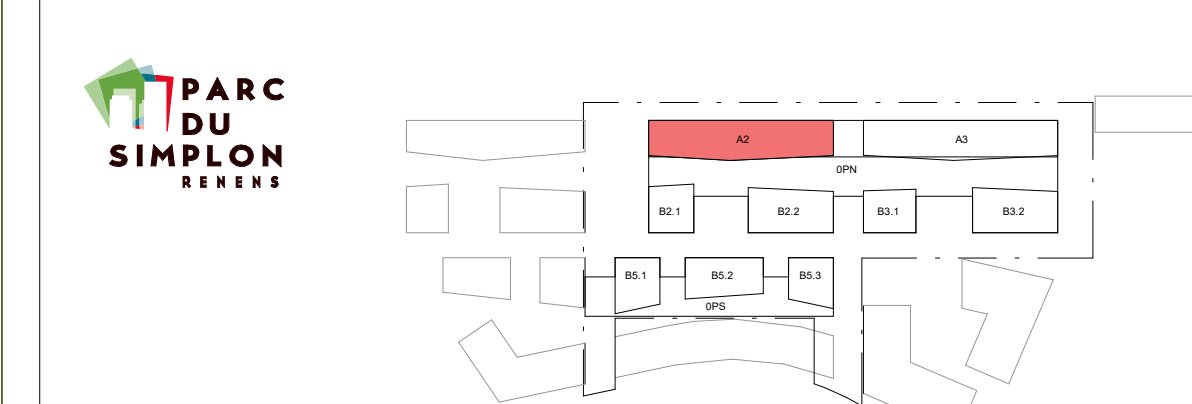 PARC
DU
SIMPLON
RENENS
A2
A3
0PN
B2.1
B2.2
B3.1
B3.2
B5.1
B5.2
B5.3
0PS